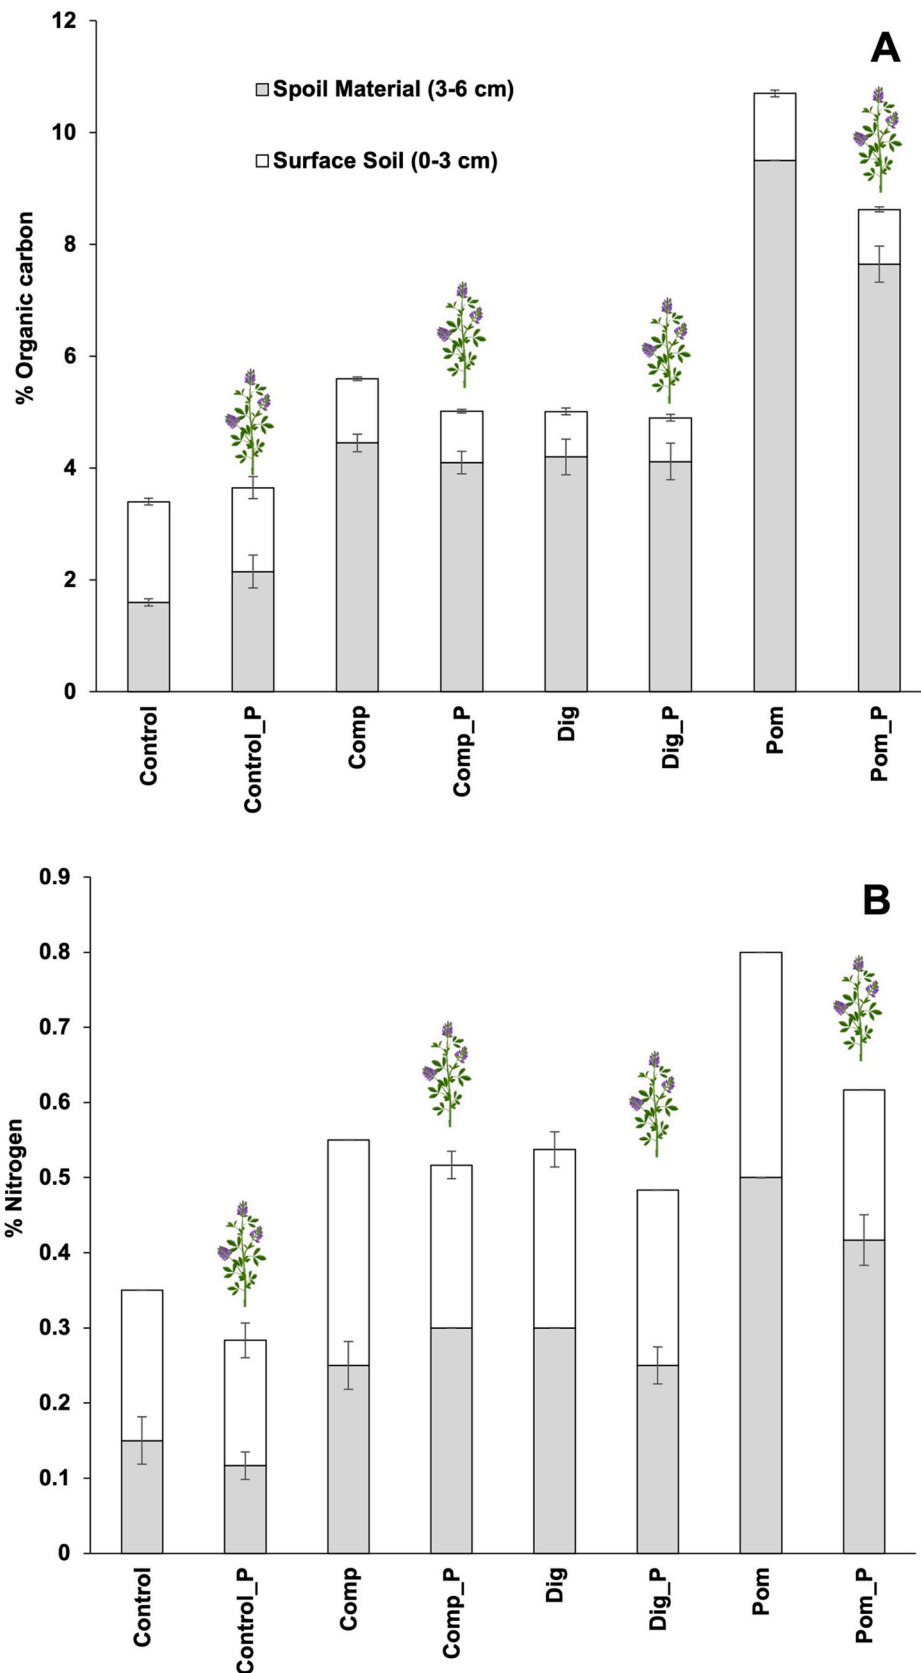 A
12
10
8
6
4
2
0
% Organic carbon
Spoil Material (3-6 cm)
Surface Soil (0-3 cm)
Control
Control_P
Comp
Comp_P
Dig
Dig_P
Pom
Pom_P
B
0.9
0.8
0.7
0.6
0.5
0.4
0.3
0.2
0.1
0
% Nitrogen
Control
Control_P
Comp
Comp_P
Dig
Dig_P
Pom
Pom_P